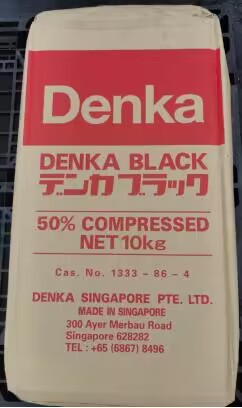 Denka
DENKA BLACK
デンカブラック
50% COMPRESSED
NET 10kg
Cas. No. 1333 - 86 - 4
DENKA SINGAPORE PTE. LTD.
MADE IN SINGAPORE
300 Ayer Merbau Road
Singapore 628282
TEL : +65 (6867) 8496